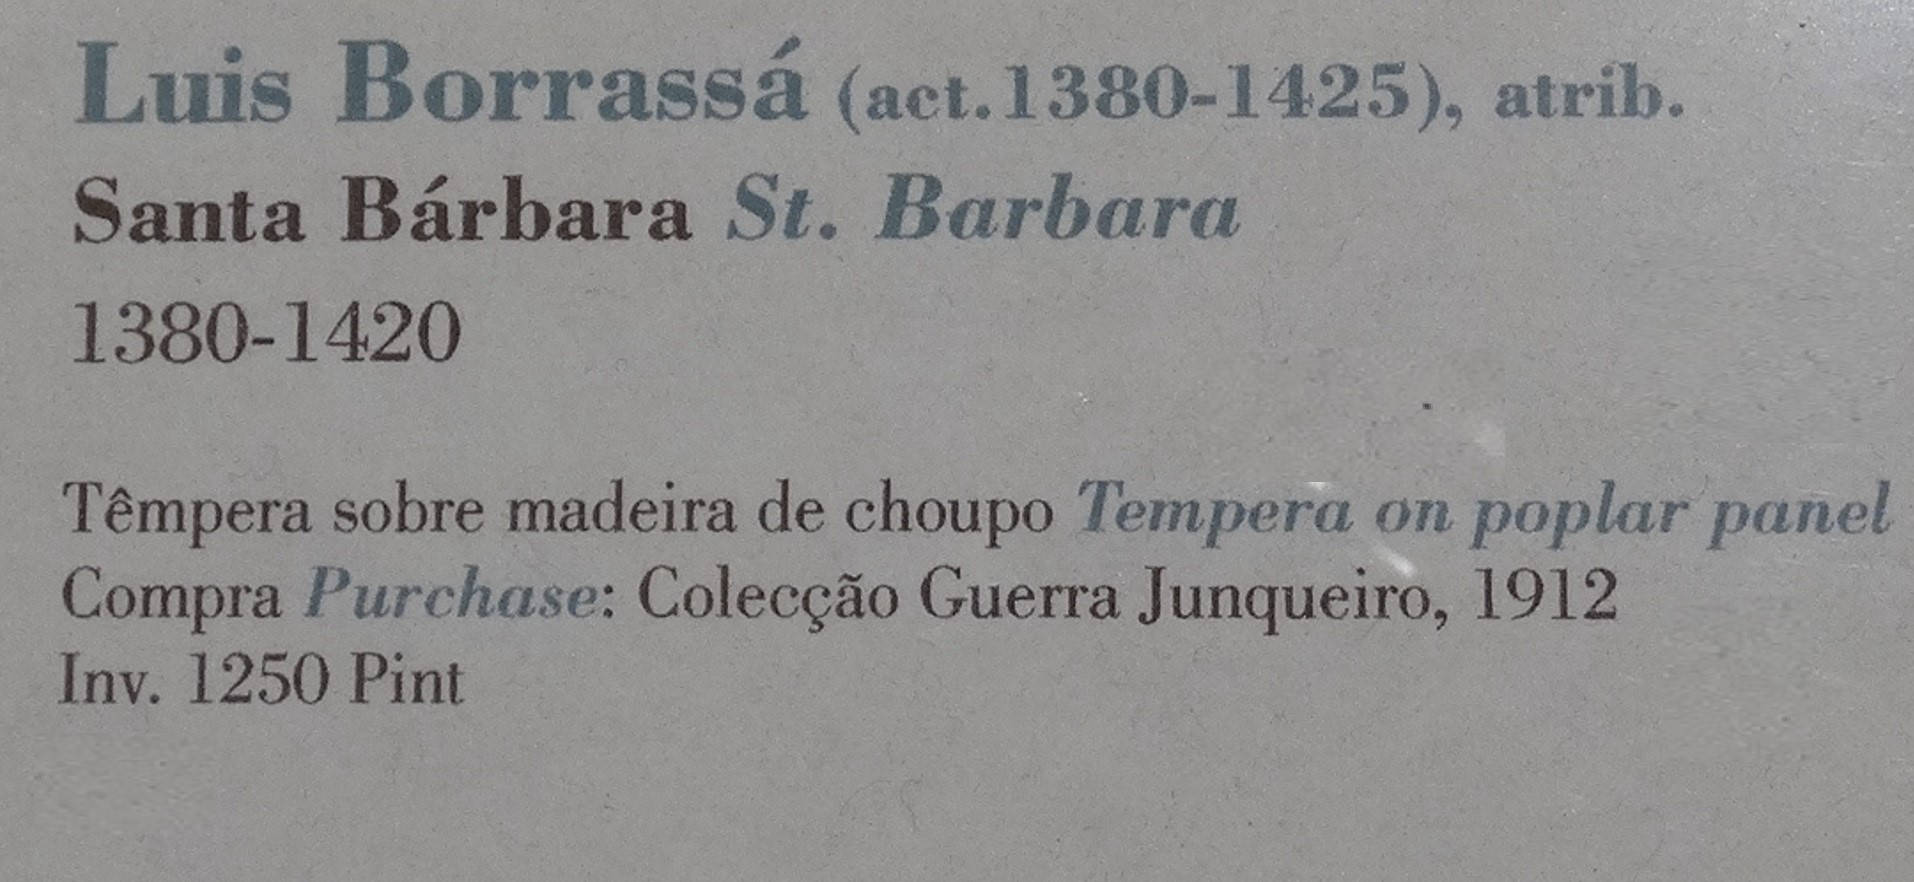 Luis Borrassá (act.1380-1425), atrib.
Santa Bárbara St. Barbara
1380-1420
Têmpera sobre madeira de choupo Tempera on poplar panel
Compra Purchase: Colecção Guerra Junqueiro, 1912
Inv. 1250 Pint